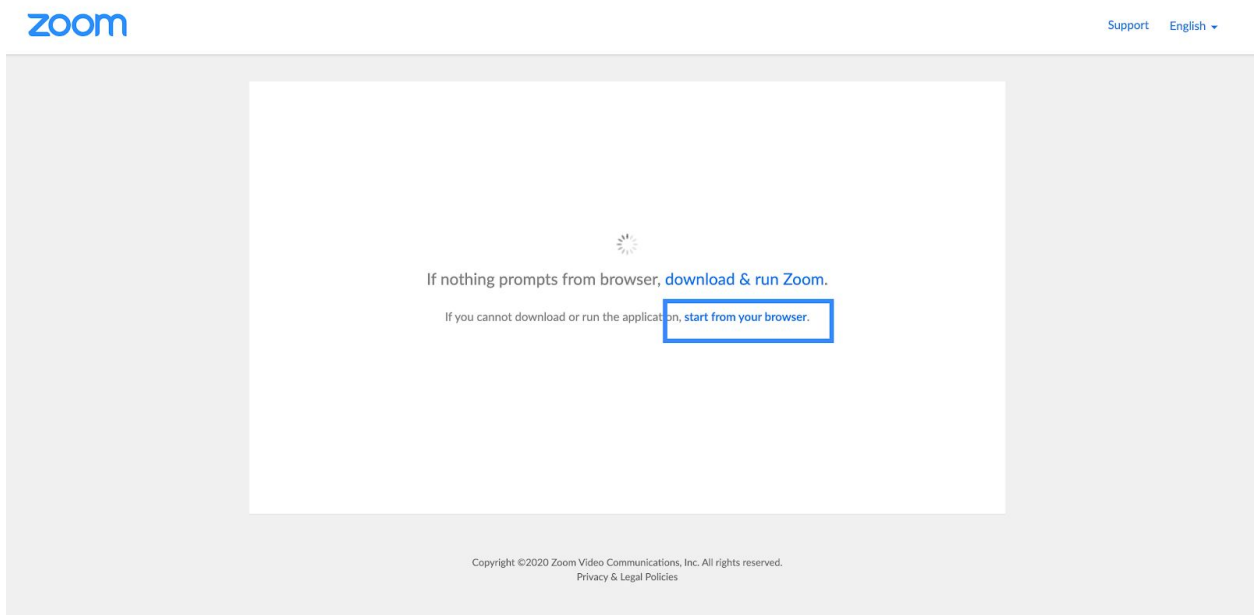 zoom
Support English
If nothing prompts from browser, download & run Zoom.
If you cannot download or run the application, start from your browser.
Copyright ©2020 Zoom Video Communications, Inc. All rights reserved.
Privacy & Legal Policies